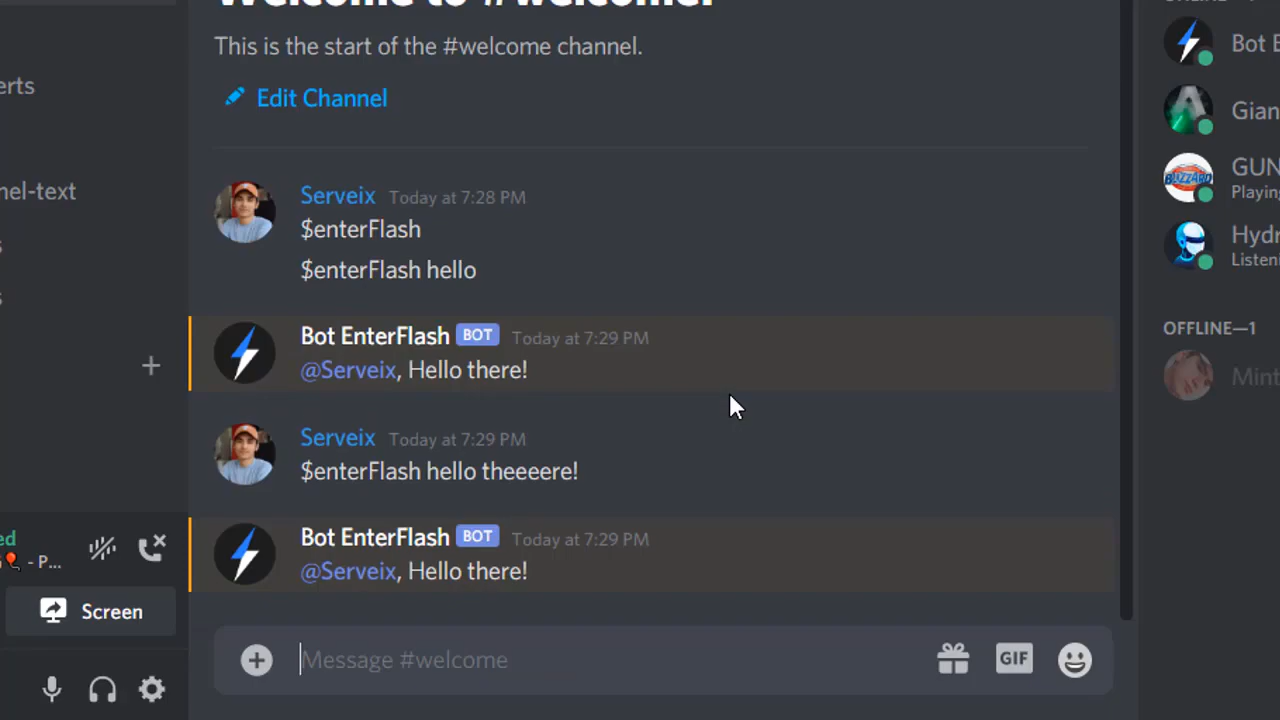 Welcome to #welcome!
This is the start of the #welcome channel.
Edit Channel
erts
nel-text
s
s
Serveix Today at 7:28 PM
$enterFlash
$enterFlash hello
Bot EnterFlash BOT Today at 7:29 PM
@Serveix, Hello there!
Serveix Today at 7:29 PM
$enterFlash hello theeeere!
Bot EnterFlash BOT Today at 7:29 PM
@Serveix, Hello there!
Message #welcome
GIF
ed
- P...
Screen
Bot E
Gian
GUN
Playing
BUZZARD
Hydr
Listen
OFFLINE—1
Mint